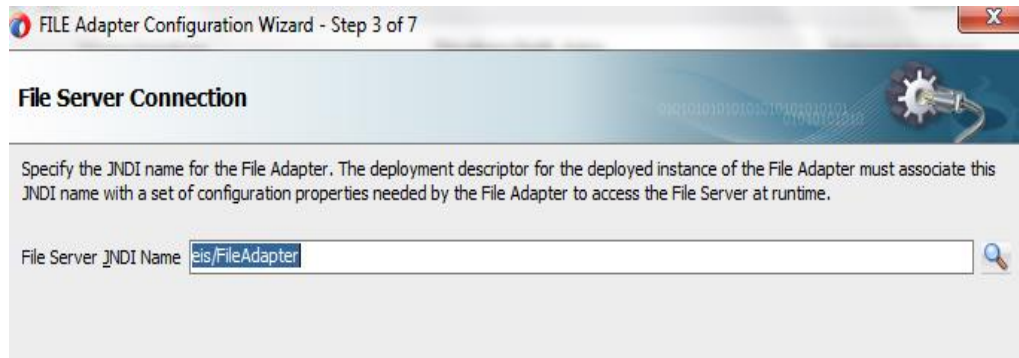 FILE Adapter Configuration Wizard - Step 3 of 7
File Server Connection
Specify the JNDI name for the File Adapter. The deployment descriptor for the deployed instance of the File Adapter must associate this
JNDI name with a set of configuration properties needed by the File Adapter to access the File Server at runtime.
File Server JNDI Name eis/FileAdapter